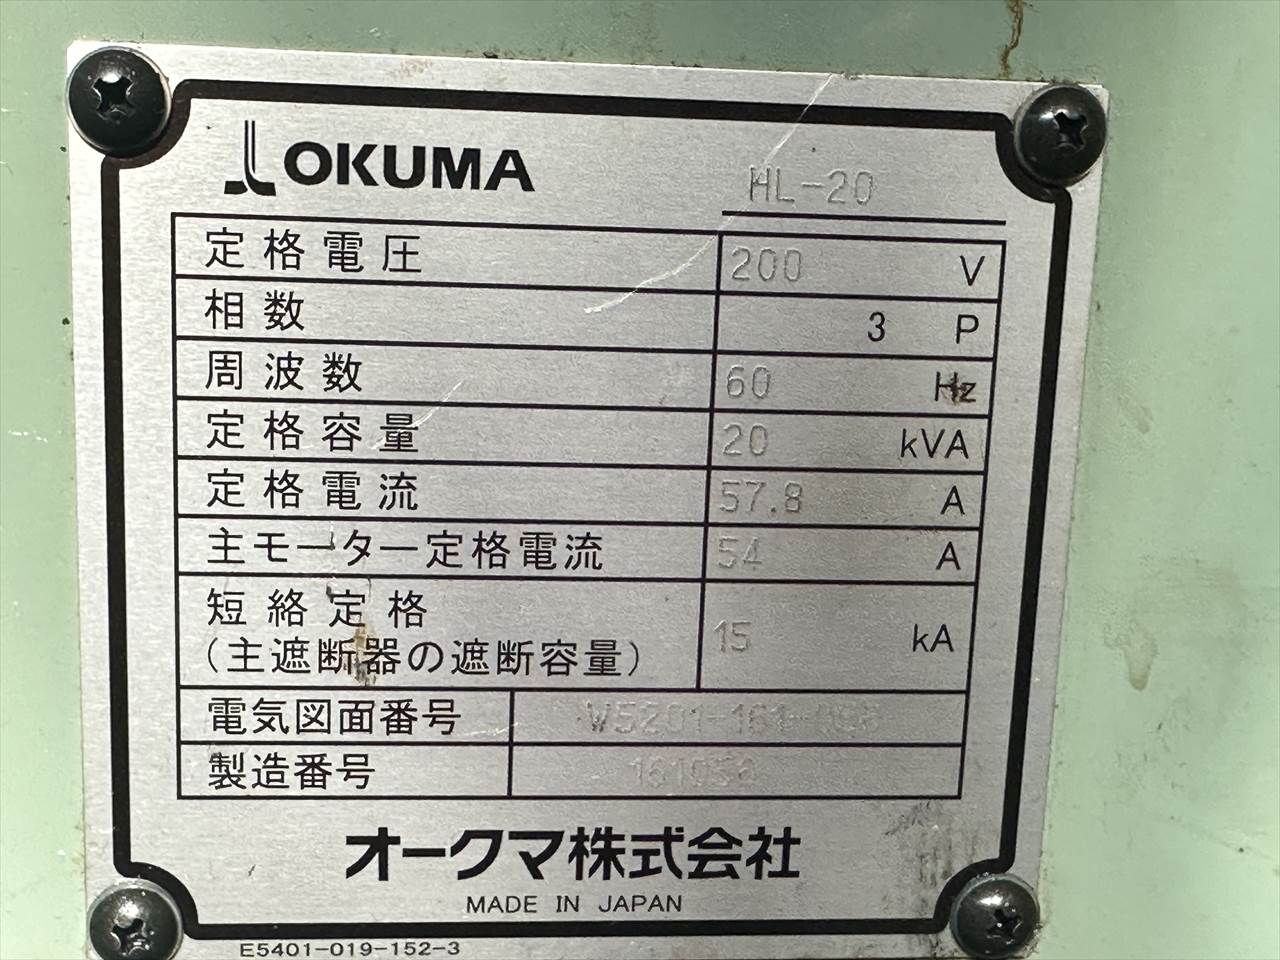 OKUMA
HL-20
定格電圧 200 V
相数 3 P
周波数 60 Hz
定格容量 20 kVA
定格電流 57.8 A
主モーター定格電流 54 A
短絡定格
(主遮断器の遮断容量) 15 kA
電気図面番号
製造番号
オークマ株式会社
MADE IN JAPAN
E5401-019-152-3